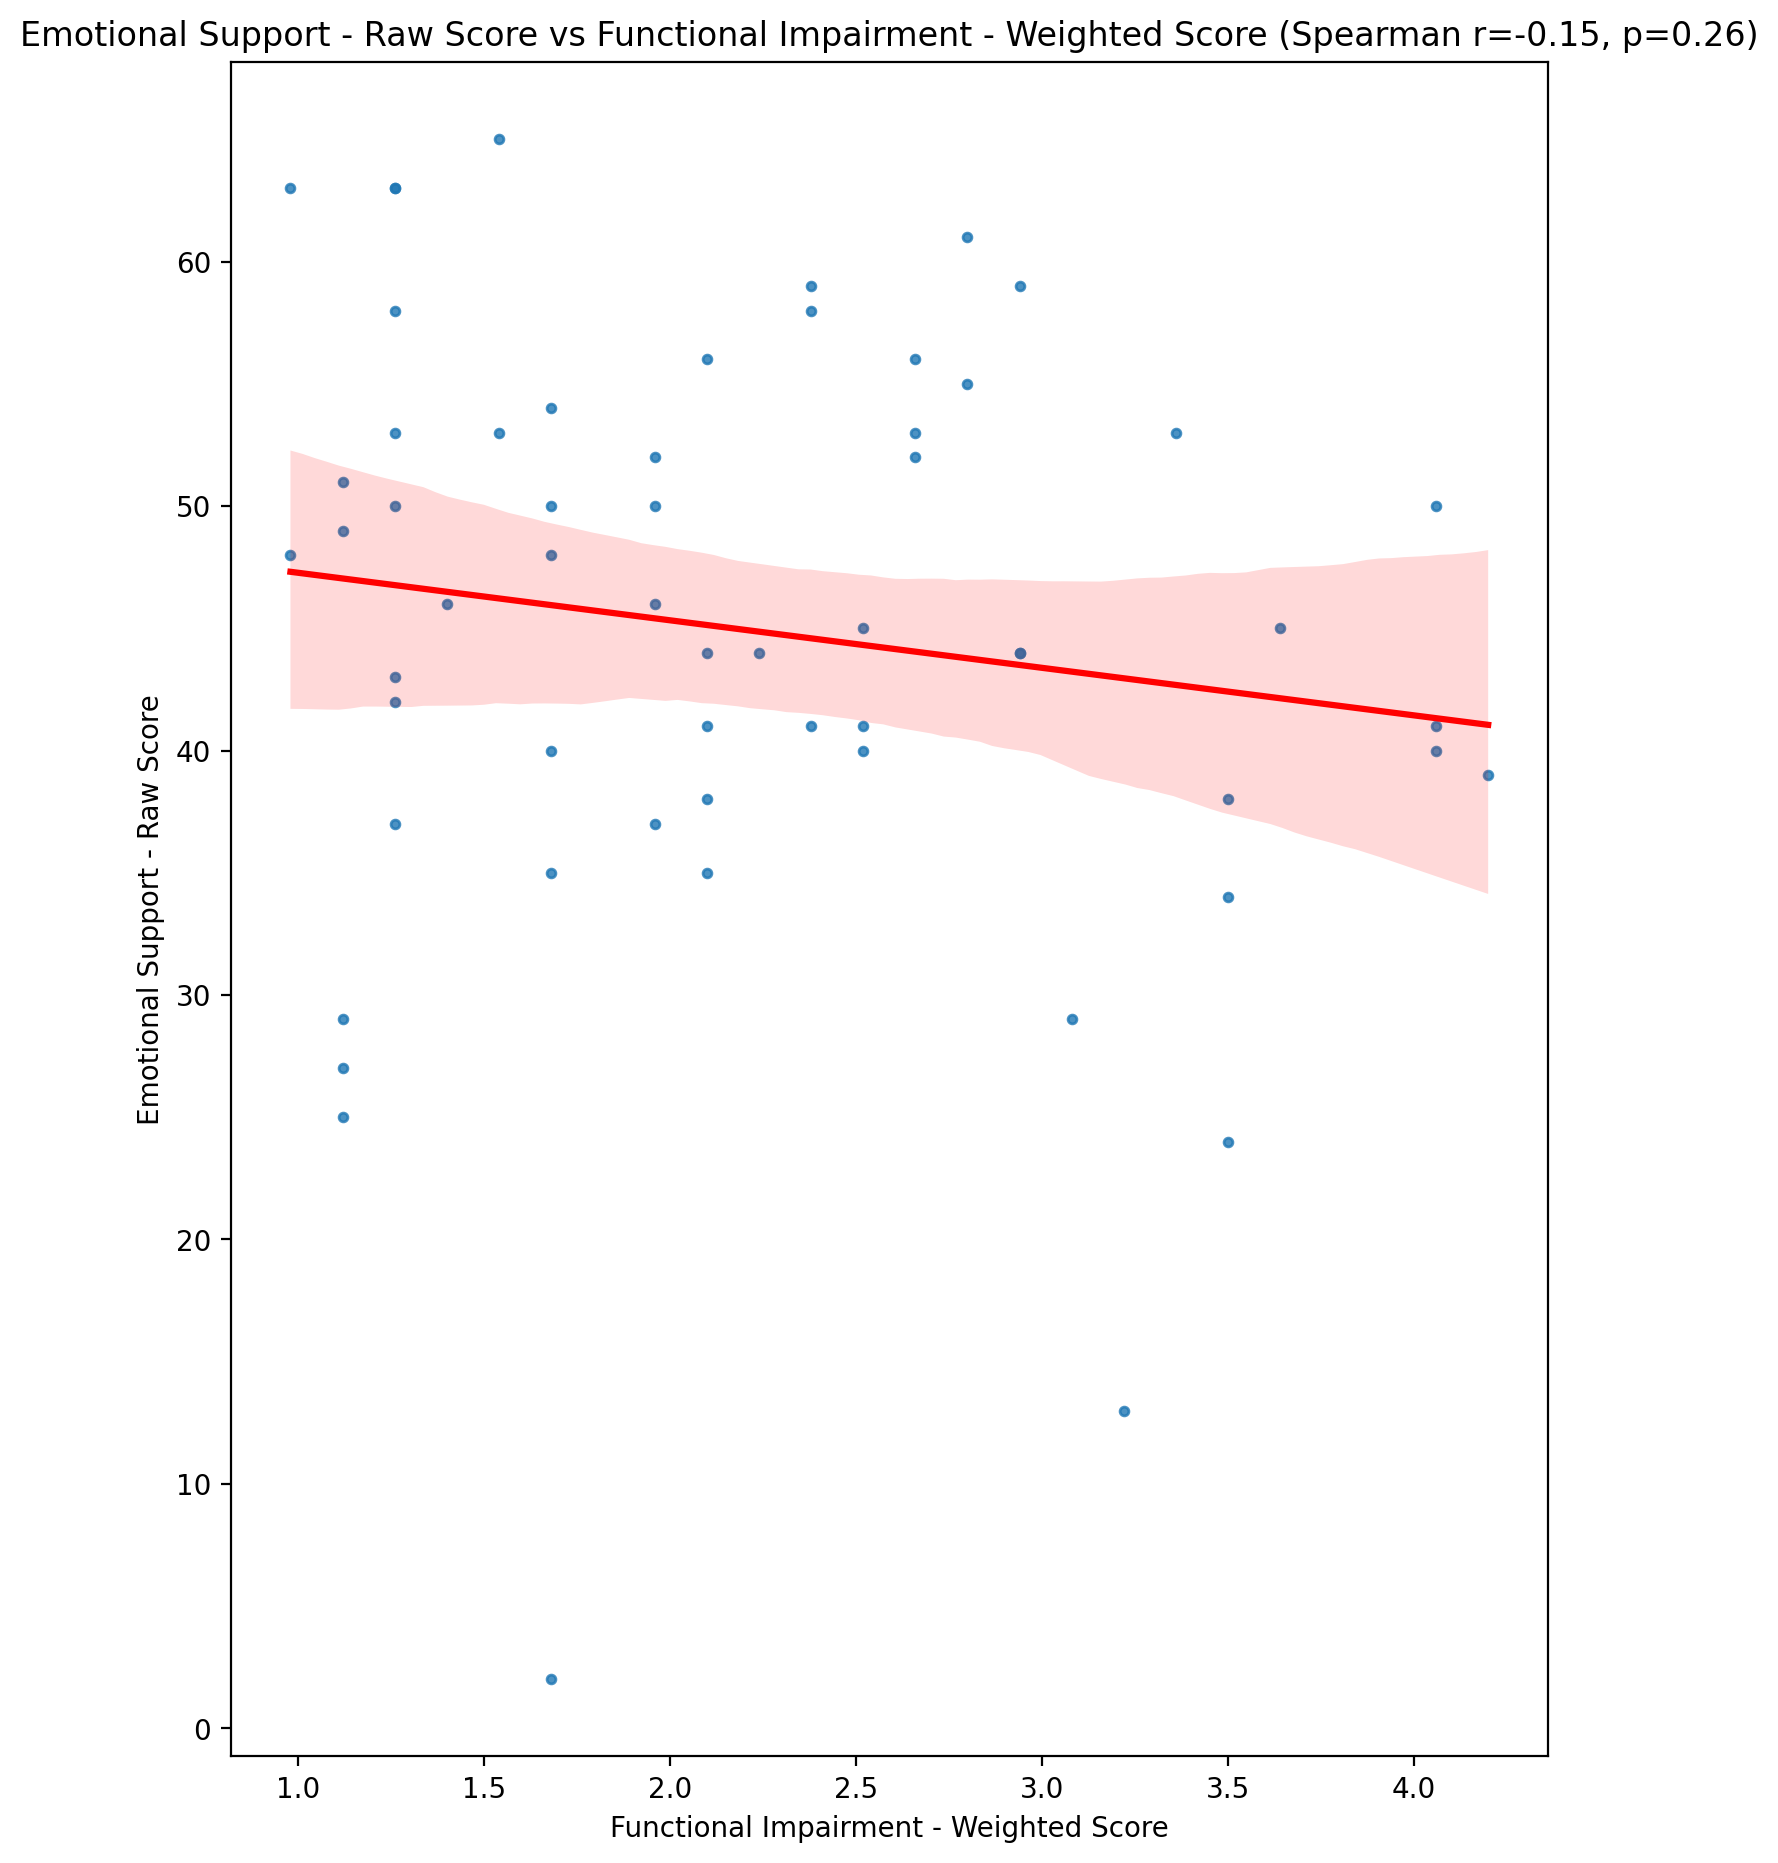 Emotional Support - Raw Score vs Functional Impairment - Weighted Score (Spearman r=-0.15, p=0.26)
Emotional Support - Raw Score
60
50
40
30
20
10
0
1.0 1.5 2.0 2.5 3.0 3.5 4.0
Functional Impairment - Weighted Score